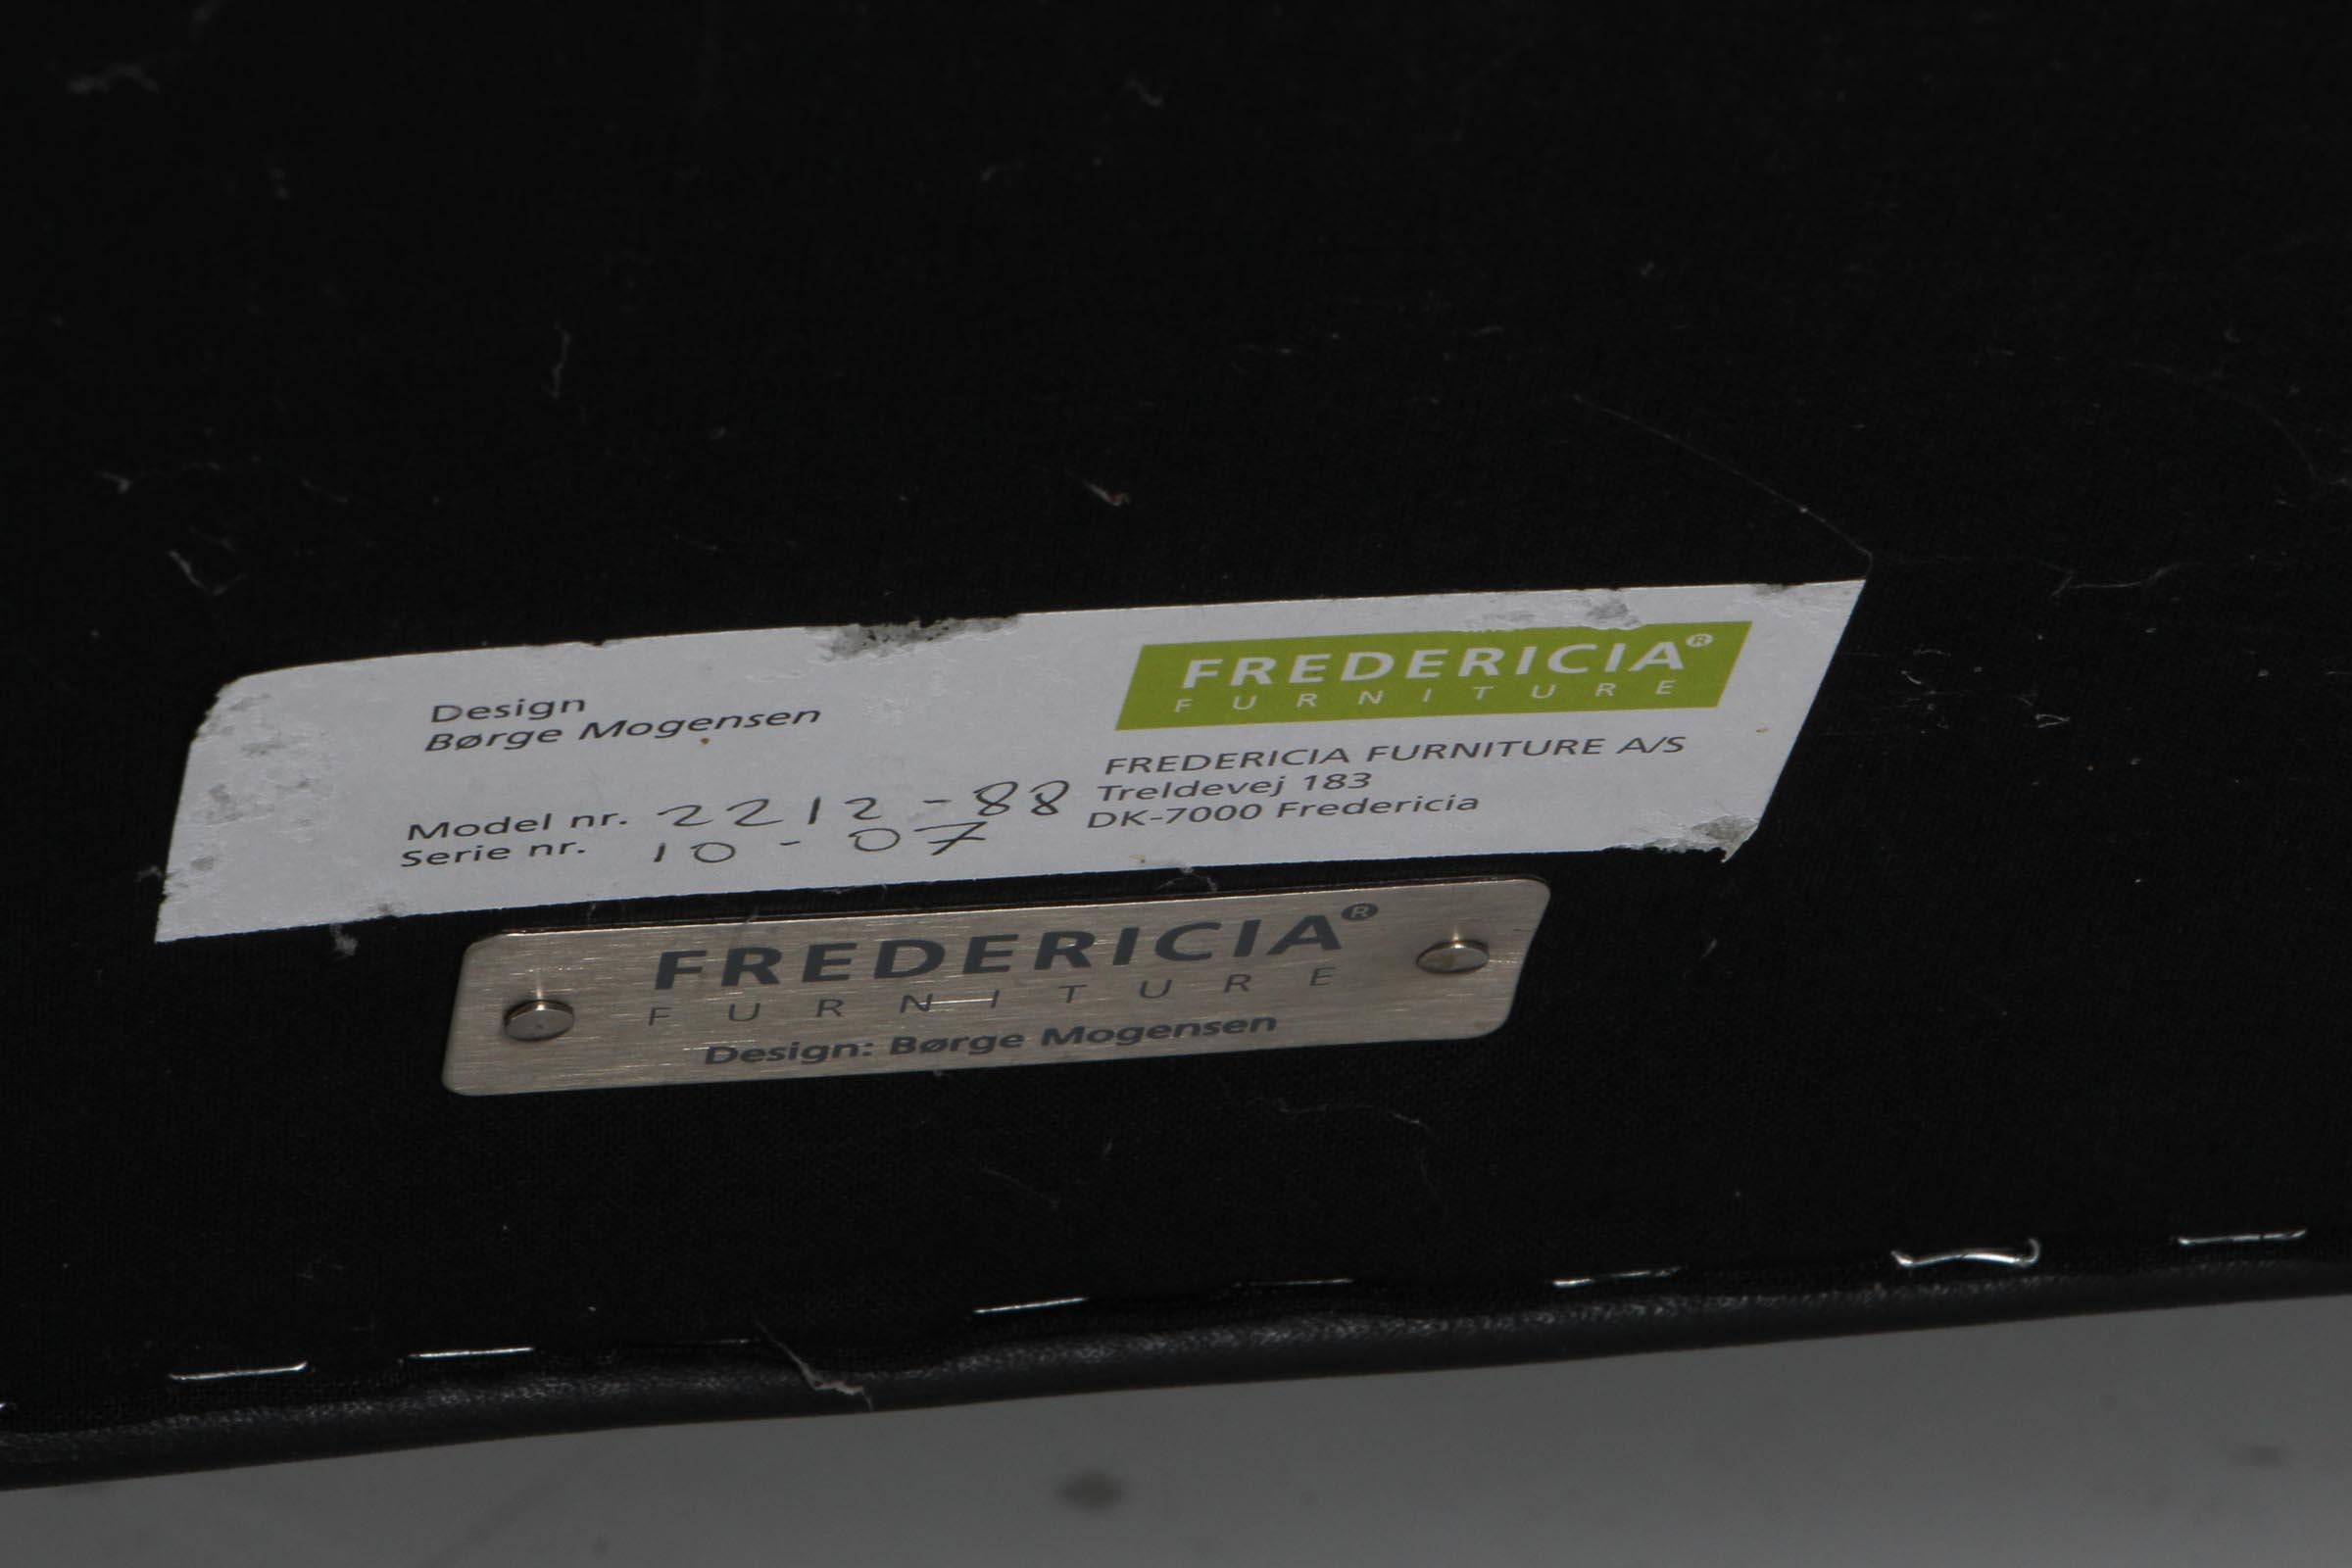 Design
Børge Mogensen
Model nr. 2212-88
Serie nr. 10-07
FREDERICIA®
FURNITURE
FREDERICIA FURNITURE A/S
Treldevej 183
DK-7000 Fredericia
FREDERICIA®
FURNITURE
Design: Børge Mogensen